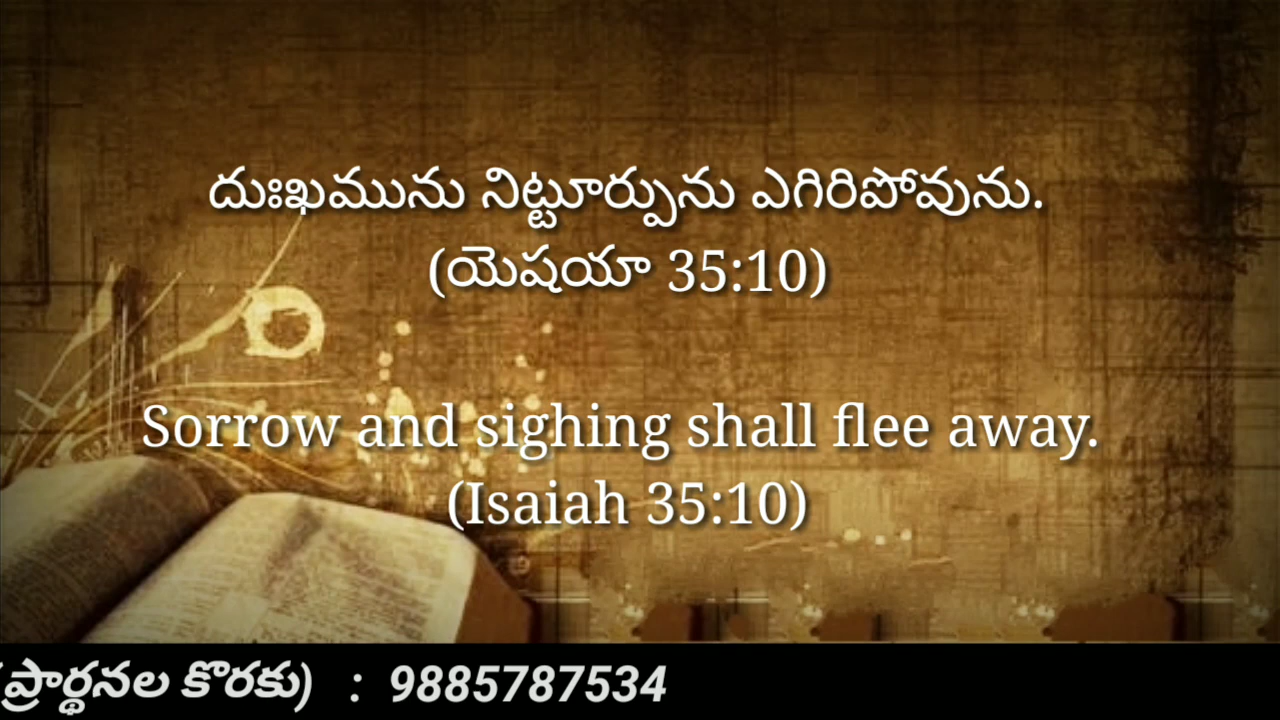 దుఃఖమును నిట్టూర్పును ఎగిరిపోవును.
(యెషయా 35:10)
Sorrow and sighing shall flee away.
(Isaiah 35:10)
ప్రార్థనల కొరకు) : 9885787534